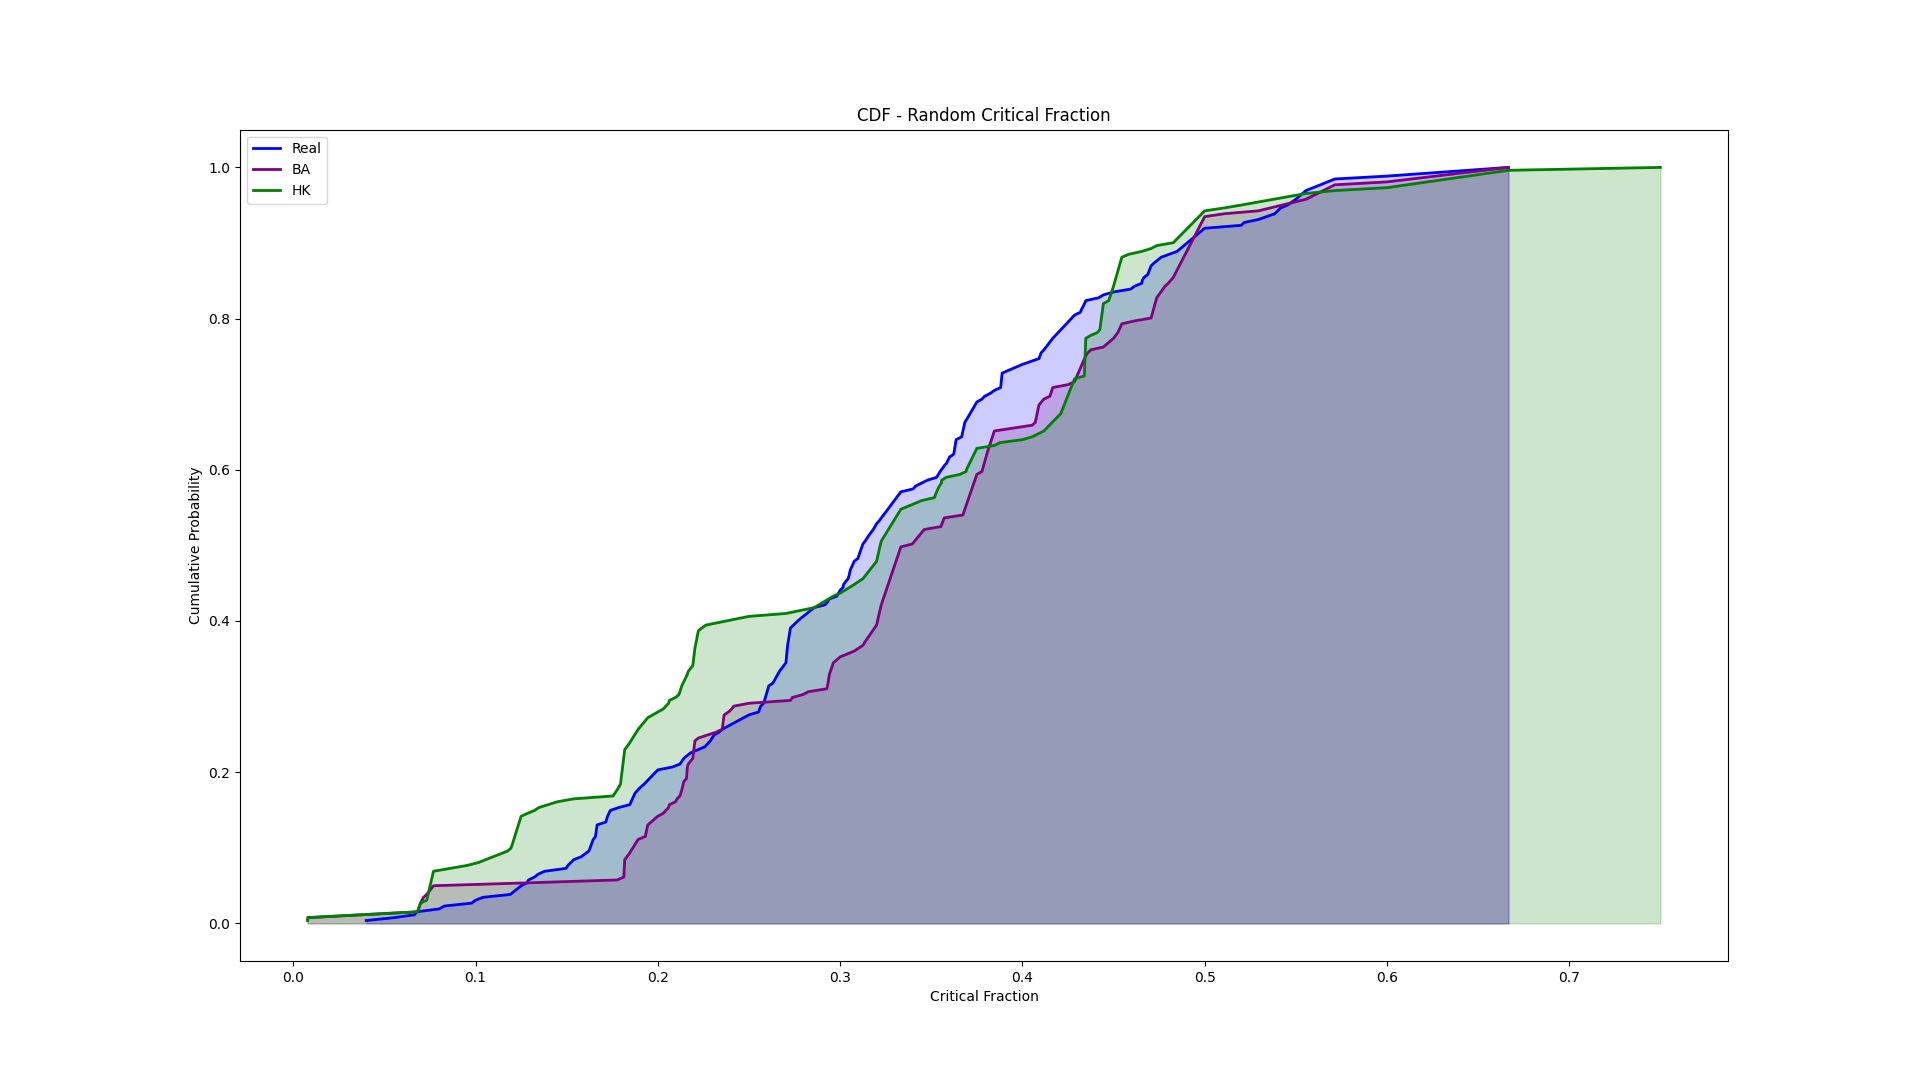 CDF - Random Critical Fraction
Real
BA
HK
1.0
0.8
0.6
0.4
0.2
0.0
Cumulative Probability
0.0 0.1 0.2 0.3 0.4 0.5 0.6 0.7
Critical Fraction